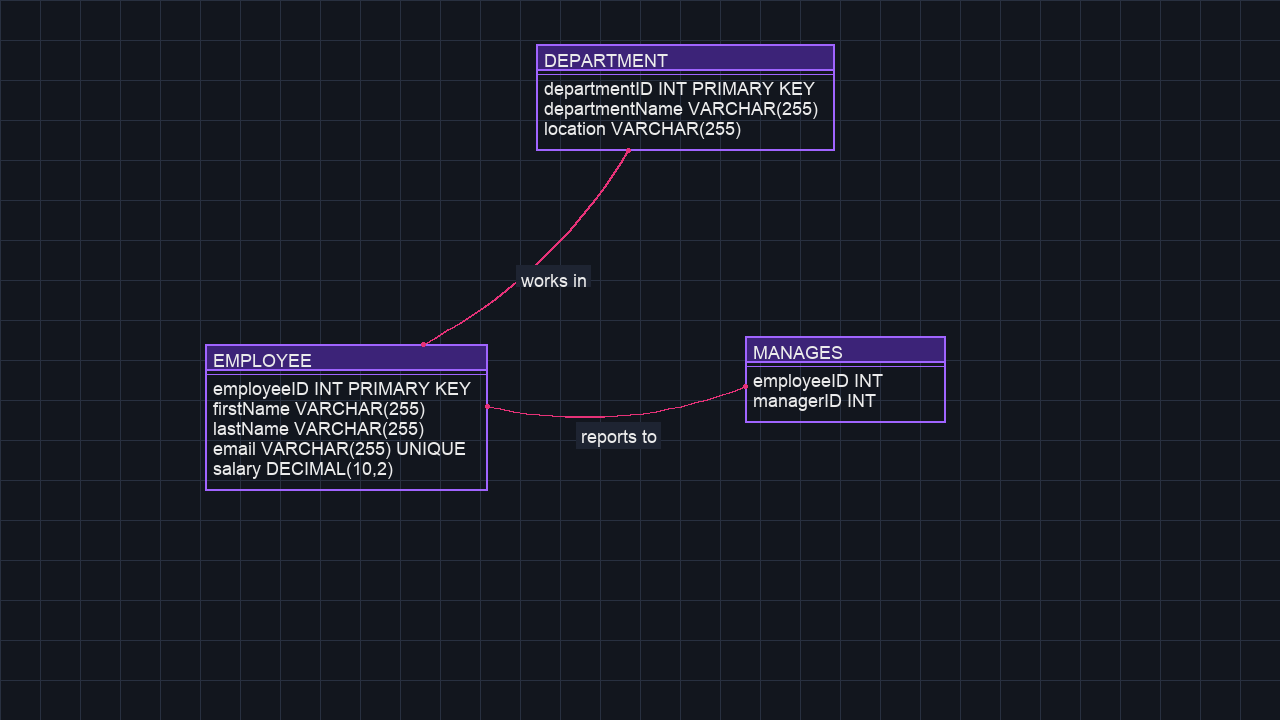 DEPARTMENT
departmentID INT PRIMARY KEY
departmentName VARCHAR(255)
location VARCHAR(255)
works in
EMPLOYEE
employeeID INT PRIMARY KEY
firstName VARCHAR(255)
lastName VARCHAR(255)
email VARCHAR(255) UNIQUE
salary DECIMAL(10,2)
reports to
MANAGES
employeeID INT
managerID INT